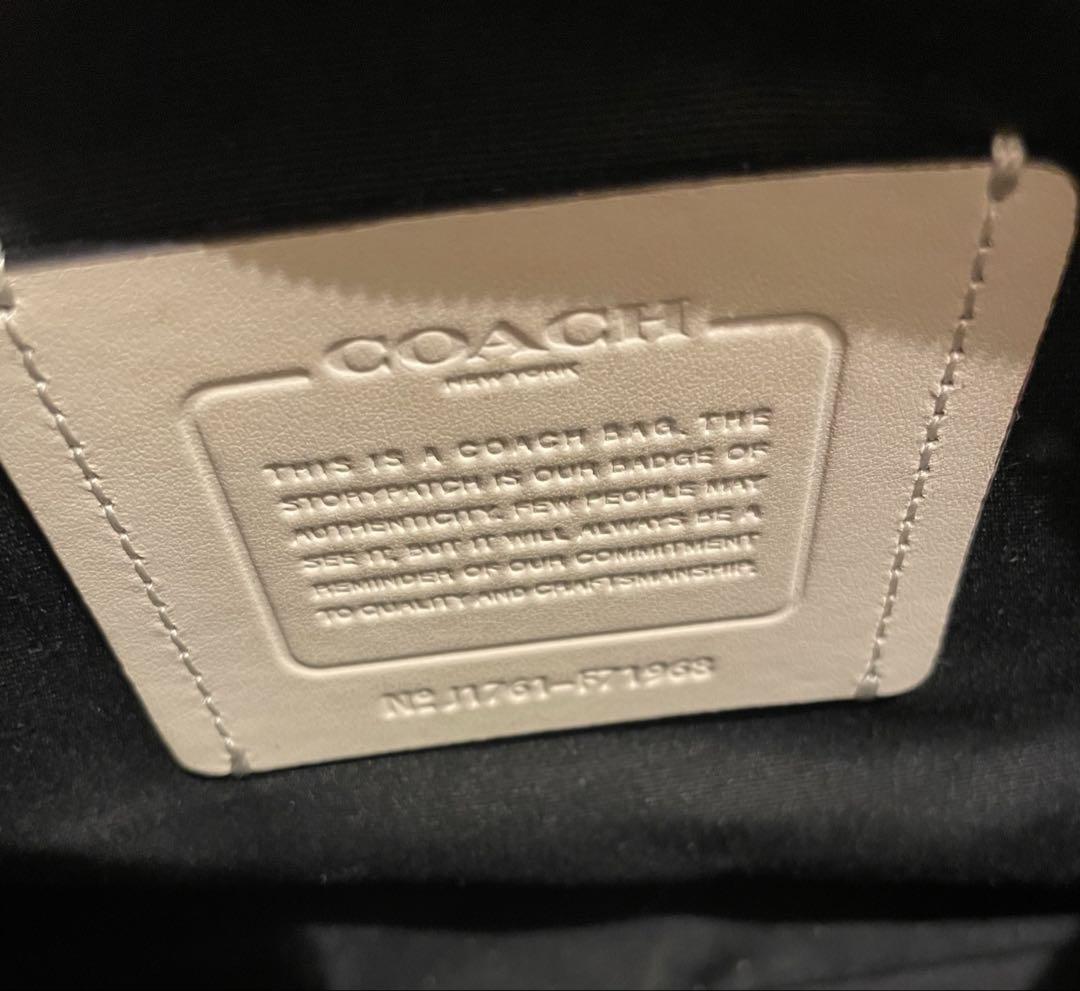 COACH
NEW YORK
THIS IS A COACH BAG. THE
STORYPATCH IS OUR BADGE OF
AUTHENTICITY. FEW PEOPLE MAY
SEE IT, BUT IT WILL ALWAYS BE A
REMINDER OF OUR COMMITMENT
TO QUALITY AND CRAFTSMANSHIP.
Nº J1761-F71968